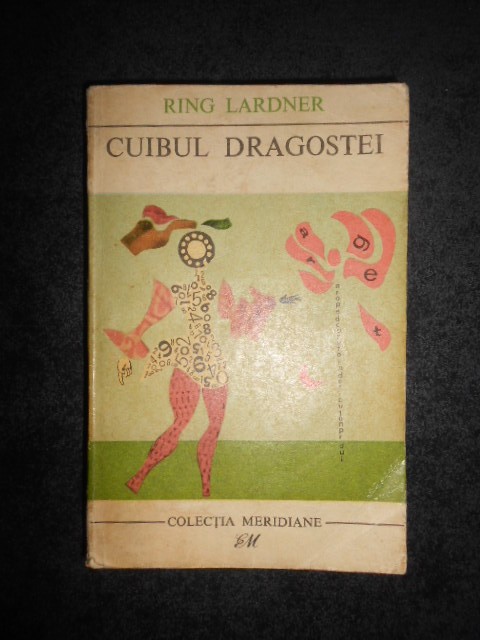 RING LARDNER
CUIBUL DRAGOSTEI
a r g e t
COLECȚIA MERIDIANE
EM